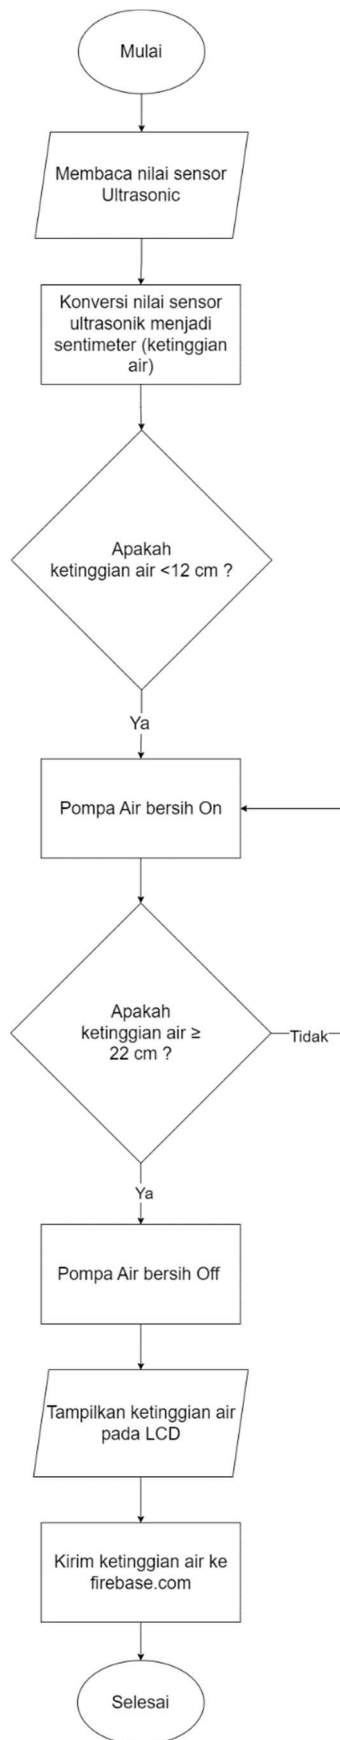 Mulai
Membaca nilai sensor
Ultrasonic
Konversi nilai sensor
ultrasonik menjadi
sentimeter (ketinggian
air)
Apakah
ketinggian air <12 cm ?
Ya
Pompa Air bersih On
Apakah
ketinggian air ≥
22 cm ?
Tidak
Ya
Pompa Air bersih Off
Tampilkan ketinggian air
pada LCD
Kirim ketinggian air ke
firebase.com
Selesai